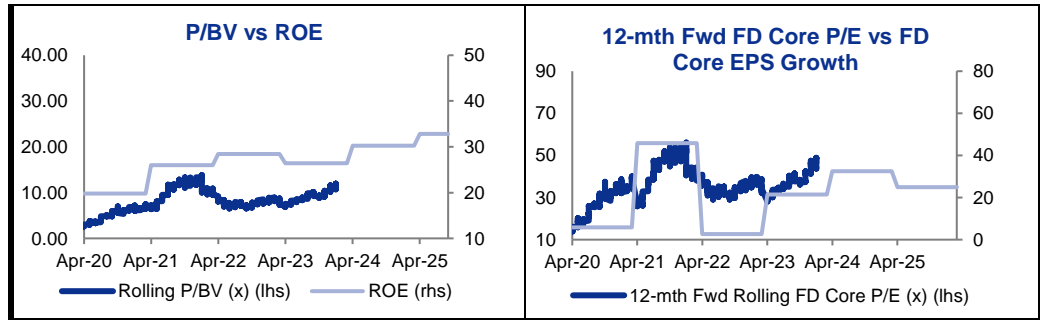 P/BV vs ROE
40.00
30.00
20.00
10.00
0.00
50
40
30
20
10
Apr-20 Apr-21 Apr-22 Apr-23 Apr-24 Apr-25
Rolling P/BV (x) (lhs) ROE (rhs)
12-mth Fwd FD Core P/E vs FD
Core EPS Growth
90
70
50
30
10
80
60
40
20
0
Apr-20 Apr-21 Apr-22 Apr-23 Apr-24 Apr-25
12-mth Fwd Rolling FD Core P/E (x) (lhs)